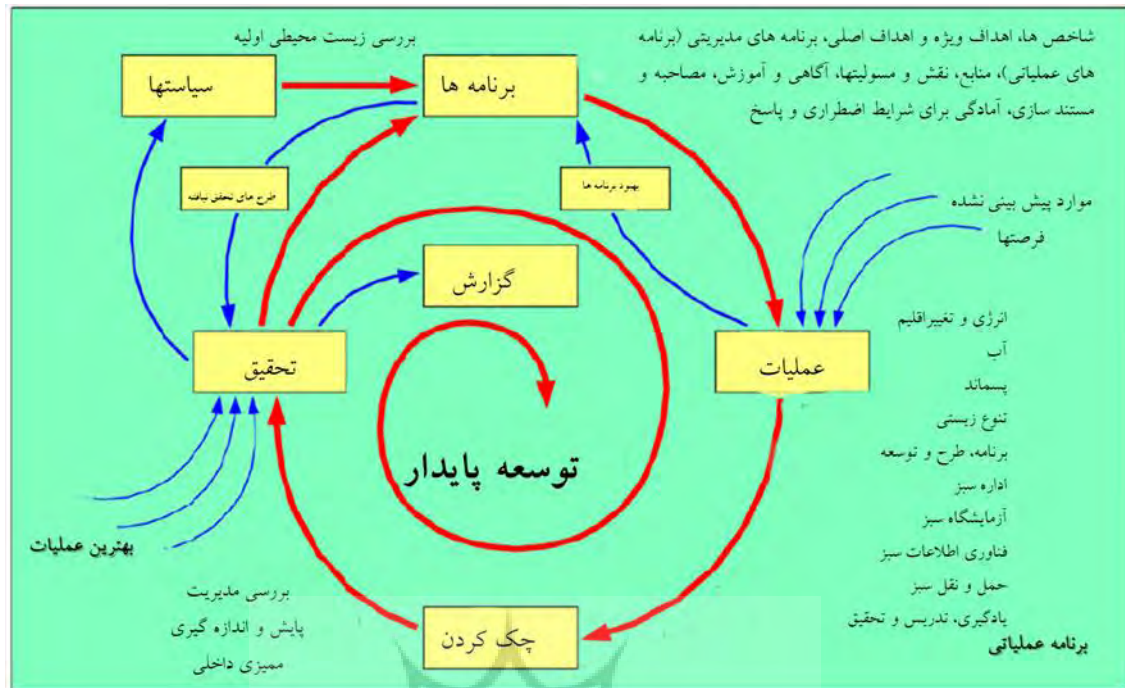 بررسی زیست محیطی اولیه
شاخص ها، اهداف ویژه و اهداف اصلی، برنامه های مدیریتی (برنامه
های عملیاتی)، منابع، نقش و مسولیتها، آگاهی و آموزش، مصاحبه و
مستند سازی، آمادگی برای شرایط اضطراری و پاسخ
سیاستها
برنامه ها
طرح های تحقق نیافته
بهبود برنامه ها
موارد پیش بینی نشده
فرصتها
گزارش
تحقیق
عملیات
انرژی و تغییراقلیم
آب
پسماند
تنوع زیستی
برنامه، طرح و توسعه
اداره سبز
آزمایشگاه سبز
فناوری اطلاعات سبز
حمل و نقل سبز
یادگیری، تدریس و تحقیق
برنامه عملیاتی
توسعه پایدار
بهترین عملیات
بررسی مدیریت
پایش و اندازه گیری
ممیزی داخلی
چک کردن